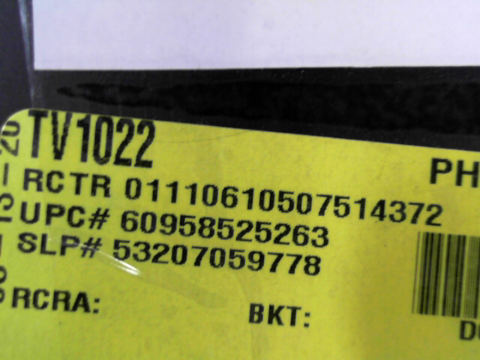 TV1022
PH
RCTR 01110610507514372
UPC# 60958525263
SLP# 53207059778
RCRA: BKT: